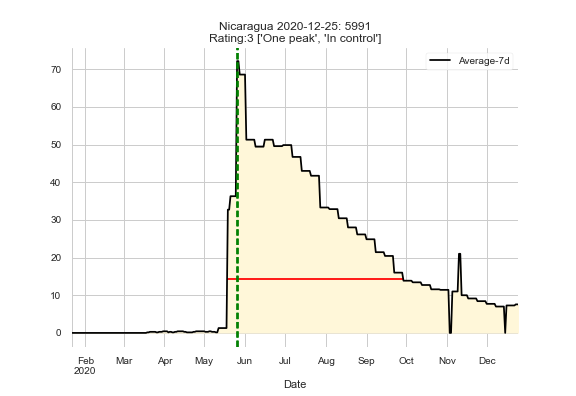 Nicaragua 2020-12-25: 5991
Rating:3 ['One peak', 'In control']
Average-7d
70
60
50
40
30
20
10
0
Feb Mar Apr May Jun Jul Aug Sep Oct Nov Dec
2020
Date